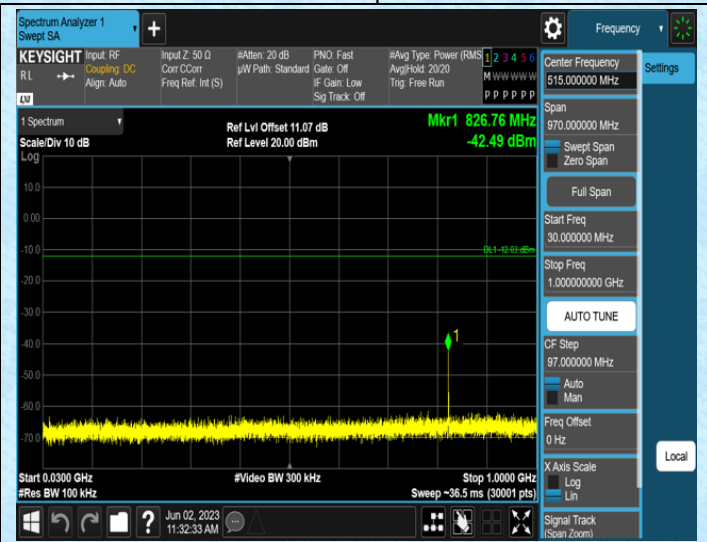 Spectrum Analyzer 1
Swept SA
+
Frequency
KEYSIGHT
RL
LXI
Input: RF
Coupling: DC
Align: Auto
Input Z: 50 Ω
Corr CCorr
Freq Ref: Int (S)
#Atten: 20 dB
µW Path: Standard
PNO: Fast
Gate: Off
IF Gain: Low
Sig Track: Off
#Avg Type: Power (RMS)
Avg|Hold: 20/20
Trig: Free Run
1 2 3 4 5 6
M W W W W W
P P P P P P
1 Spectrum
Scale/Div 10 dB
Log
Ref Lvl Offset 11.07 dB
Ref Level 20.00 dBm
Mkr1 826.76 MHz
-42.49 dBm
10.0
0.00
-10.0
DL1 -12.03 dBm
-20.0
-30.0
-40.0
1
-50.0
-60.0
-70.0
Start 0.0300 GHz
#Res BW 100 kHz
#Video BW 300 kHz
Stop 1.0000 GHz
Sweep ~36.5 ms (30001 pts)
?
Jun 02, 2023
11:32:33 AM
Center Frequency
515.000000 MHz
Settings
Span
970.000000 MHz
Swept Span
Zero Span
Full Span
Start Freq
30.000000 MHz
Stop Freq
1.000000000 GHz
AUTO TUNE
CF Step
97.000000 MHz
Auto
Man
Freq Offset
0 Hz
X Axis Scale
Log
Lin
Local
Signal Track
(Span Zoom)